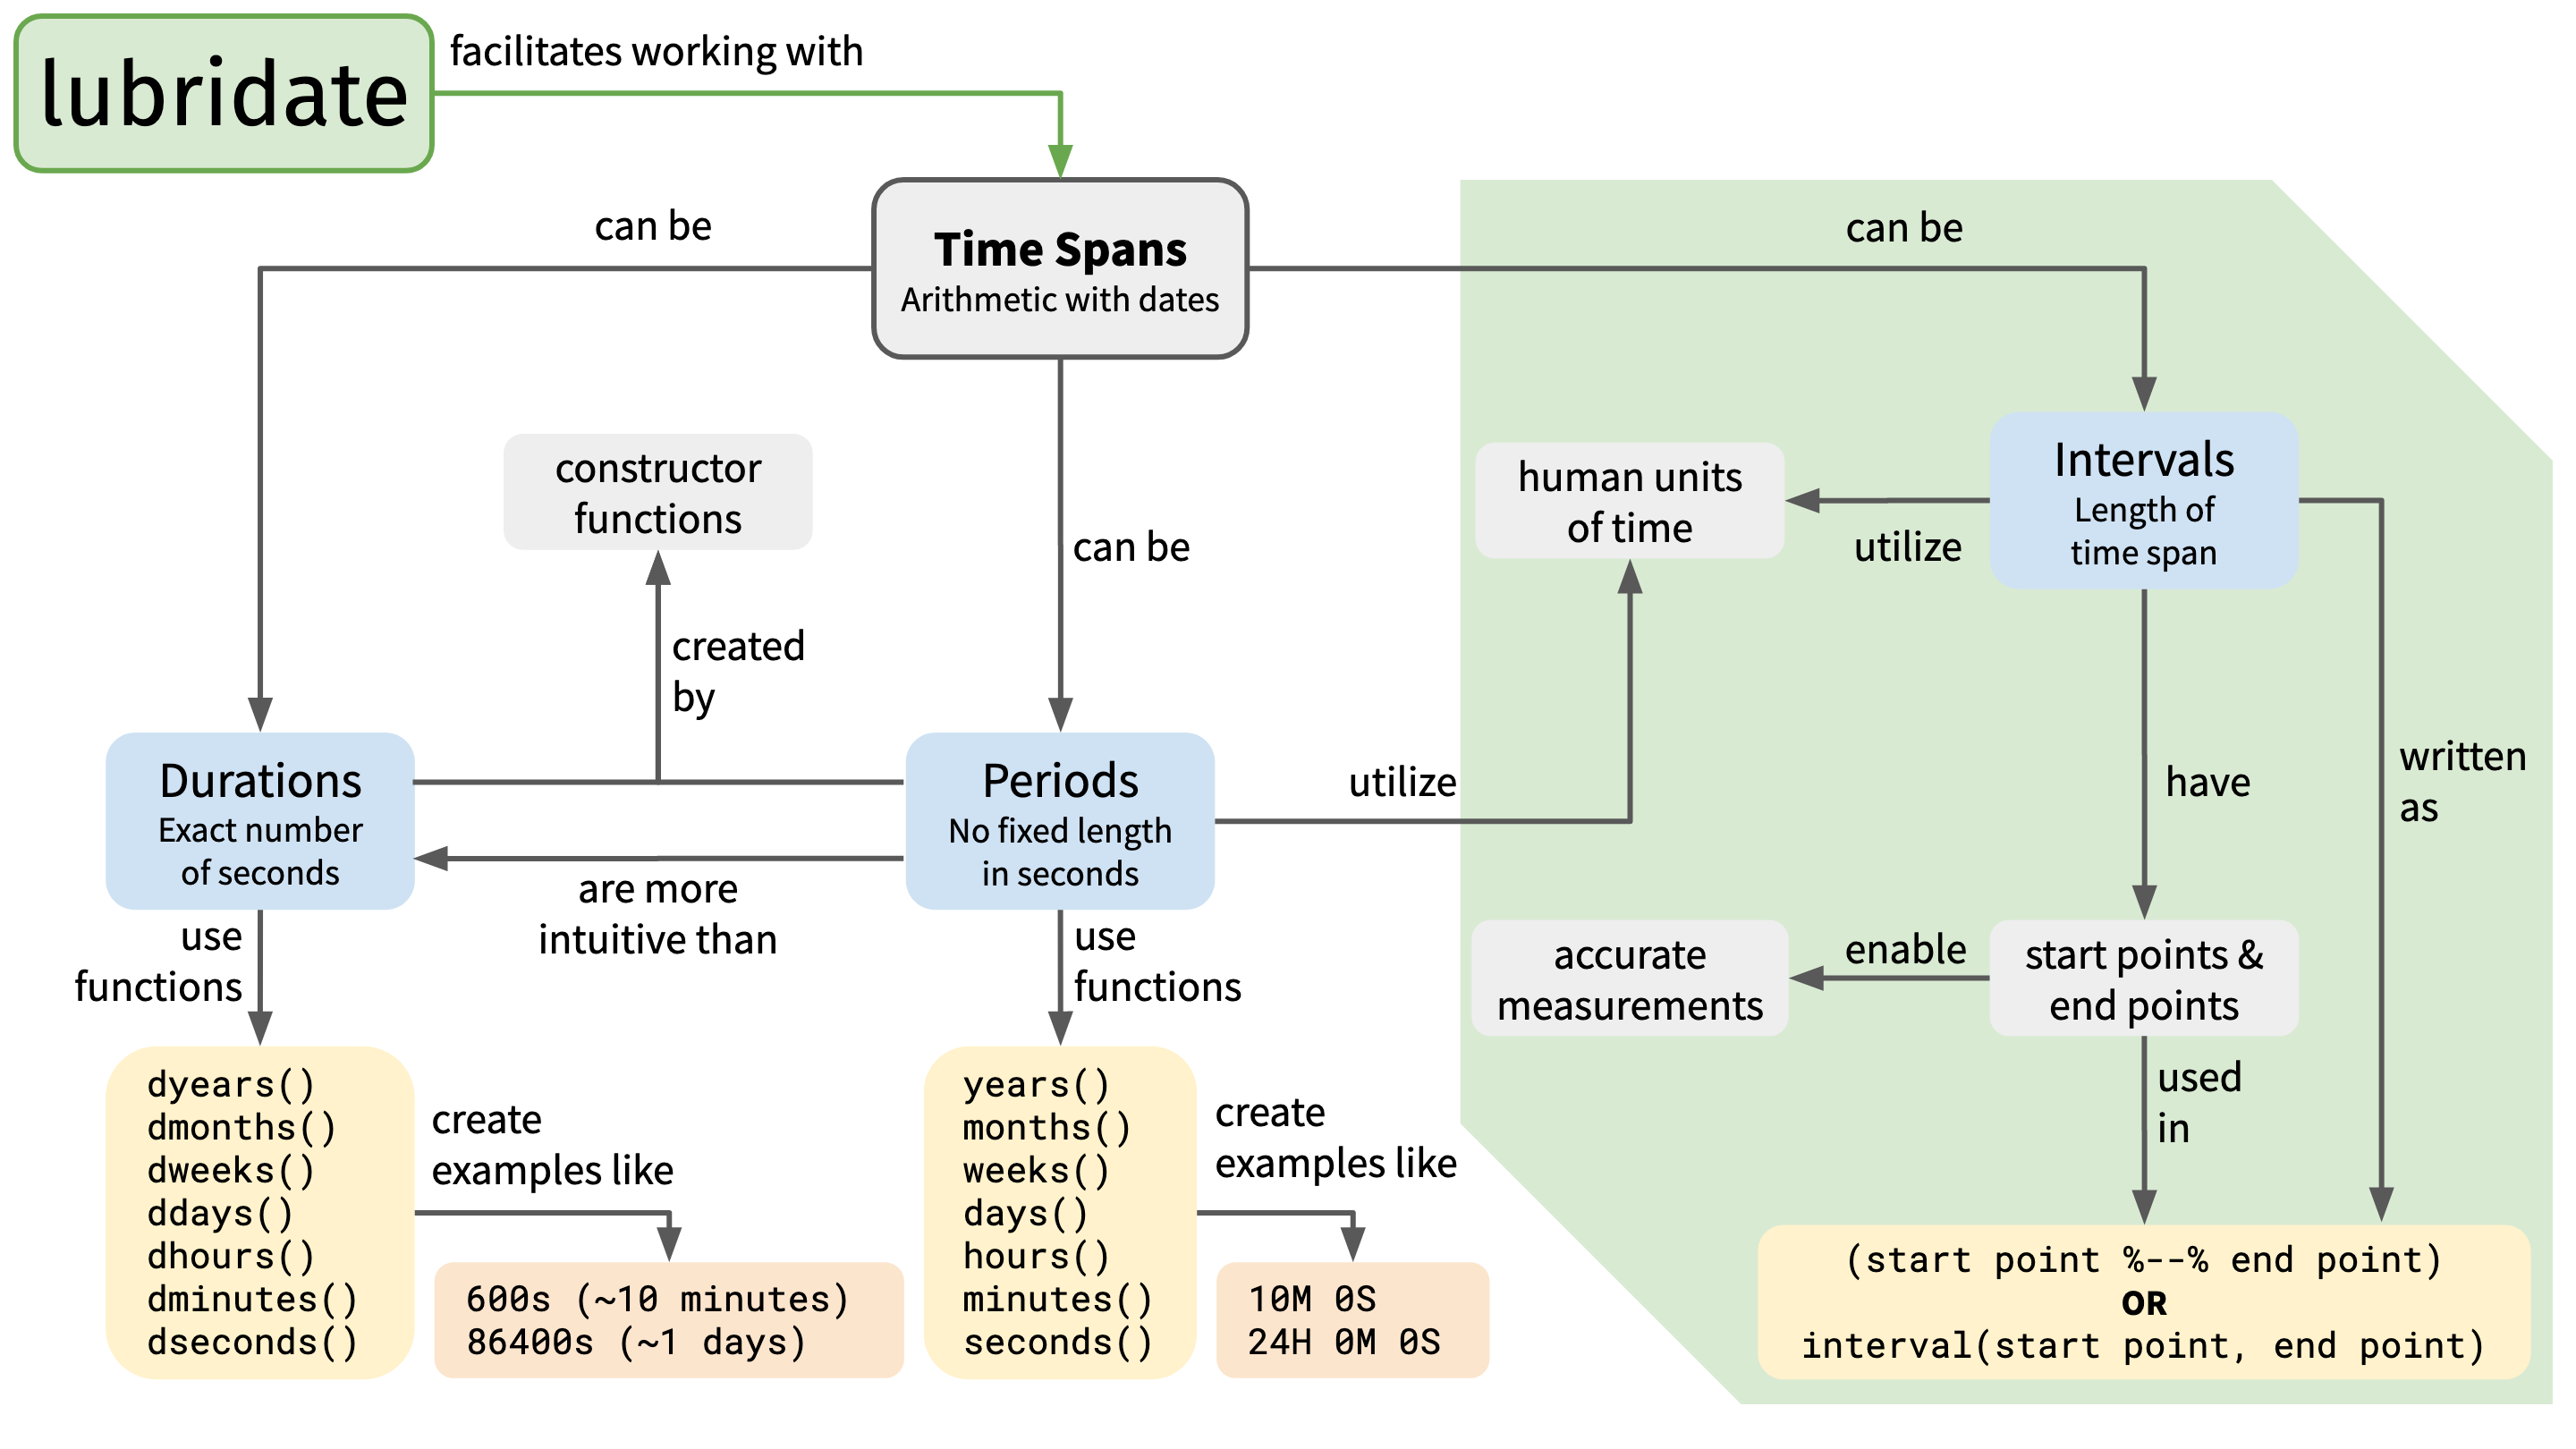 lubridate
facilitates working with
Time Spans
Arithmetic with dates
can be
can be
can be
constructor
functions
created
by
Durations
Exact number
of seconds
Periods
No fixed length
in seconds
are more
intuitive than
utilize
human units
of time
utilize
Intervals
Length of
time span
have
written
as
start points &
end points
enable
accurate
measurements
used
in
use
functions
use
functions
dyears()
dmonths()
dweeks()
ddays()
dhours()
dminutes()
dseconds()
create
examples like
600s (~10 minutes)
86400s (~1 days)
years()
months()
weeks()
days()
hours()
minutes()
seconds()
create
examples like
10M 0S
24H 0M 0S
(start point %--% end point)
OR
interval(start point, end point)